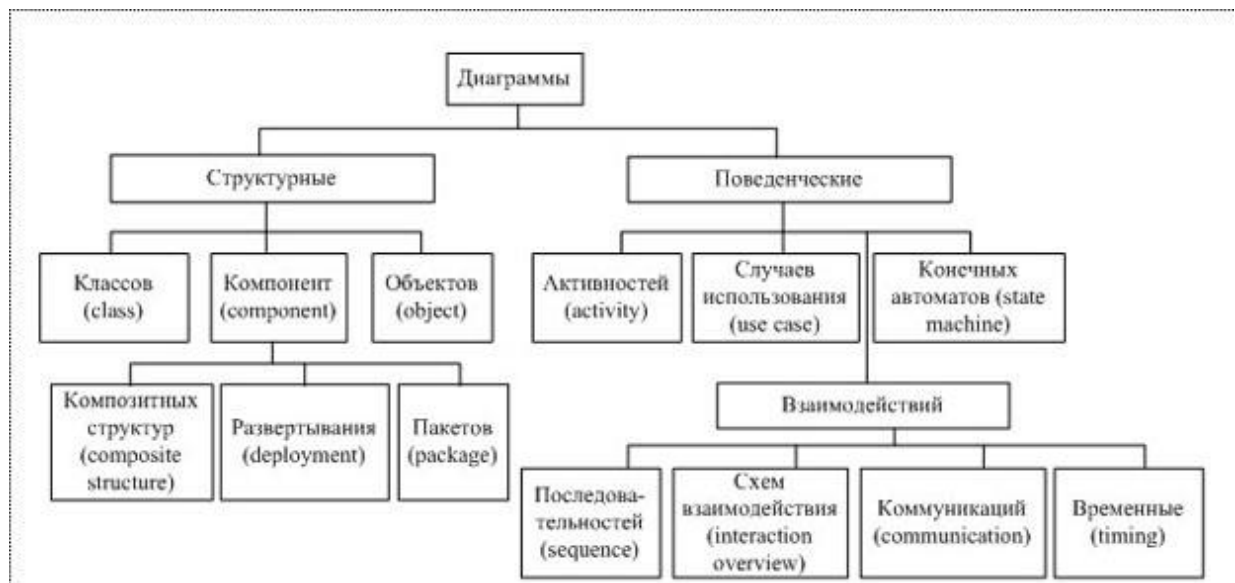 Диаграммы
Структурные
Поведенческие
Классов
(class)
Компонент
(component)
Объектов
(object)
Активностей
(activity)
Случаев
использования
(use case)
Конечных
автоматов (state
machine)
Композитных
структур
(composite
structure)
Развертывания
(deployment)
Пакетов
(package)
Взаимодействий
Последова-
тельностей
(sequence)
Схем
взаимодействия
(interaction
overview)
Коммуникаций
(communication)
Временные
(timing)